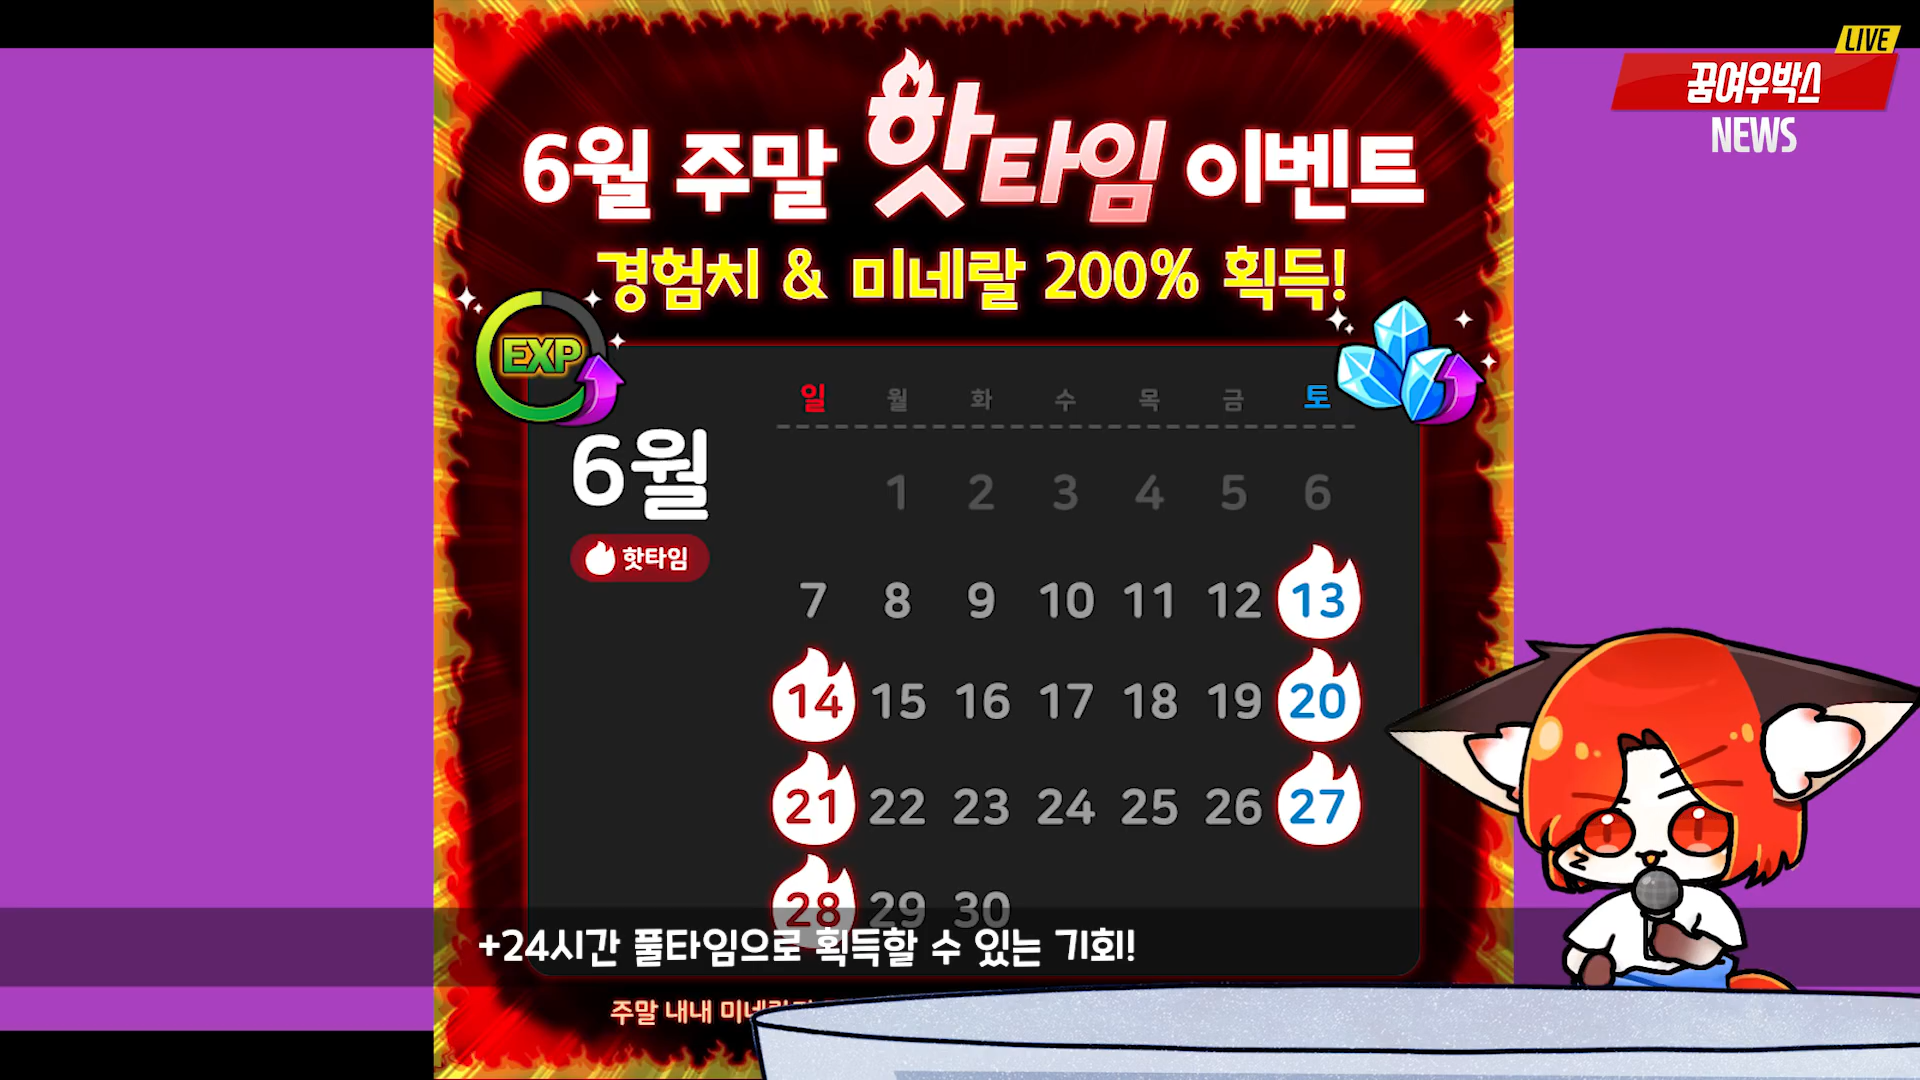 LIVE
꿈여우박스
NEWS
6월 주말 핫타임 이벤트
경험치 & 미네랄 200% 획득!
EXP
일 월 화 수 목 금 토
6월
핫타임
1 2 3 4 5 6
7 8 9 10 11 12 13
14 15 16 17 18 19 20
21 22 23 24 25 26 27
28 29 30
+24시간 풀타임으로 획득할 수 있는 기회!
주말 내내